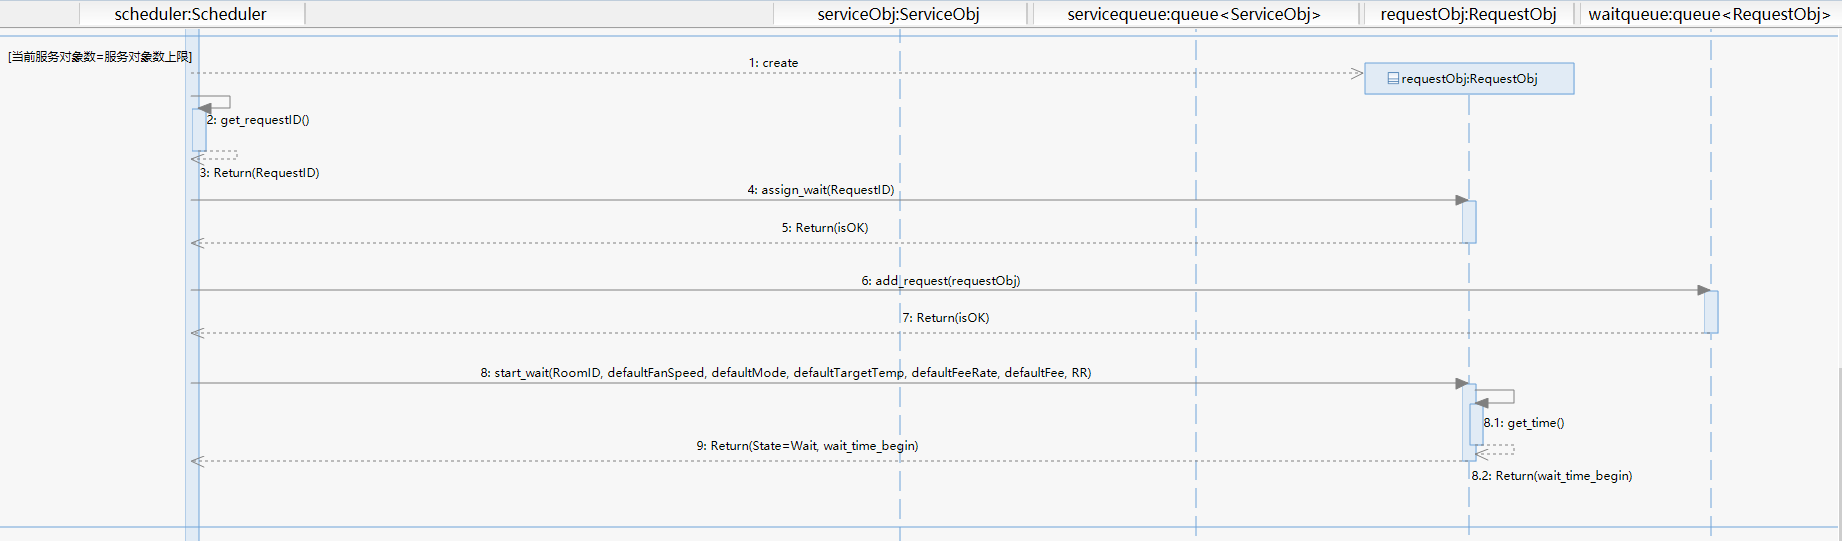 scheduler:Scheduler
serviceObj:ServiceObj
servicequeue:queue<ServiceObj>
requestObj:RequestObj
waitqueue:queue<RequestObj>
[当前服务对象数=服务对象数上限]
1: create
requestObj:RequestObj
2: get_requestID()
3: Return(RequestID)
4: assign_wait(RequestID)
5: Return(isOK)
6: add_request(requestObj)
7: Return(isOK)
8: start_wait(RoomID, defaultFanSpeed, defaultMode, defaultTargetTemp, defaultFeeRate, defaultFee, RR)
8.1: get_time()
9: Return(State=Wait, wait_time_begin)
8.2: Return(wait_time_begin)